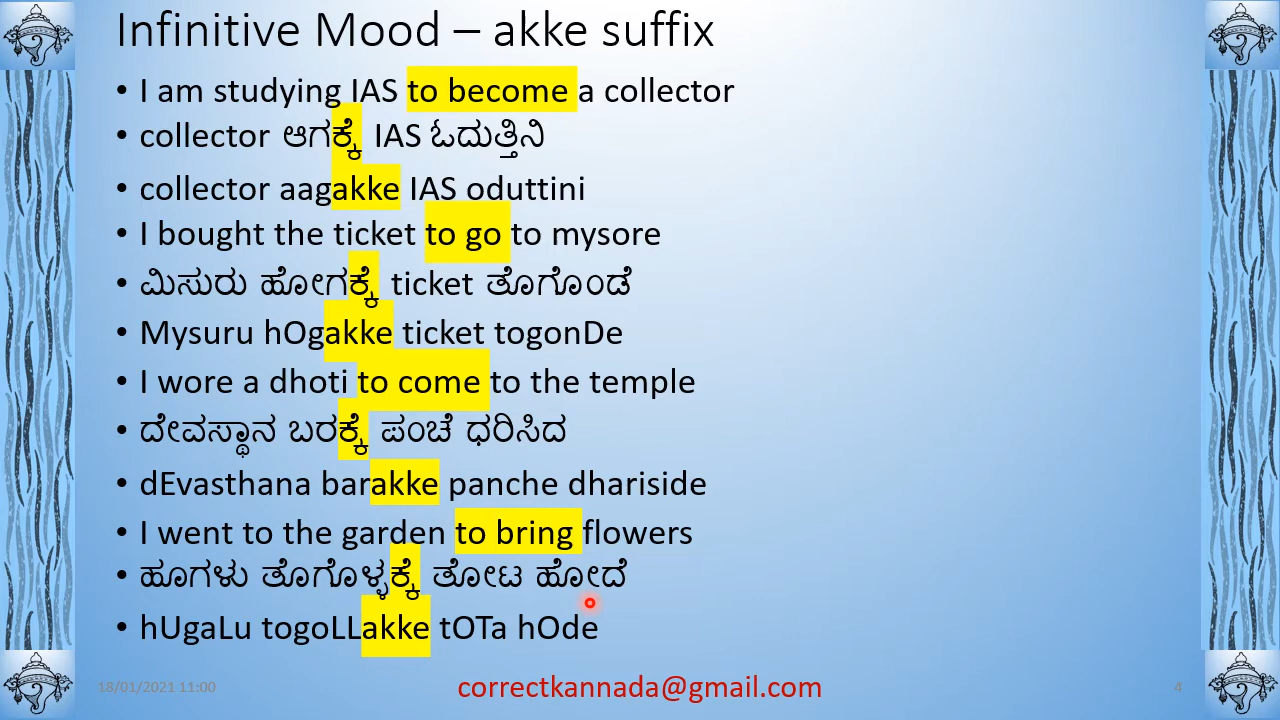 Infinitive Mood – akke suffix
• I am studying IAS to become a collector
• collector ಆಗಕ್ಕೆ IAS ಓದುತ್ತಿನಿ
• collector aagakke IAS oduttini
• I bought the ticket to go to mysore
• ಮಿಸುರು ಹೋಗಕ್ಕೆ ticket ತೊಗೊಂಡೆ
• Mysuru hOgakke ticket togonDe
• I wore a dhoti to come to the temple
• ದೇವಸ್ಥಾನ ಬರಕ್ಕೆ ಪಂಚೆ ಧರಿಸಿದ
• dEvasthana barakke panche dhariside
• I went to the garden to bring flowers
• ಹೂಗಳು ತೊಗೊಳ್ಳಕ್ಕೆ ತೋಟ ಹೋದೆ
• hUgaLu togoLLakke tOTa hOde
18/01/2021 11:00
correctkannada@gmail.com
4